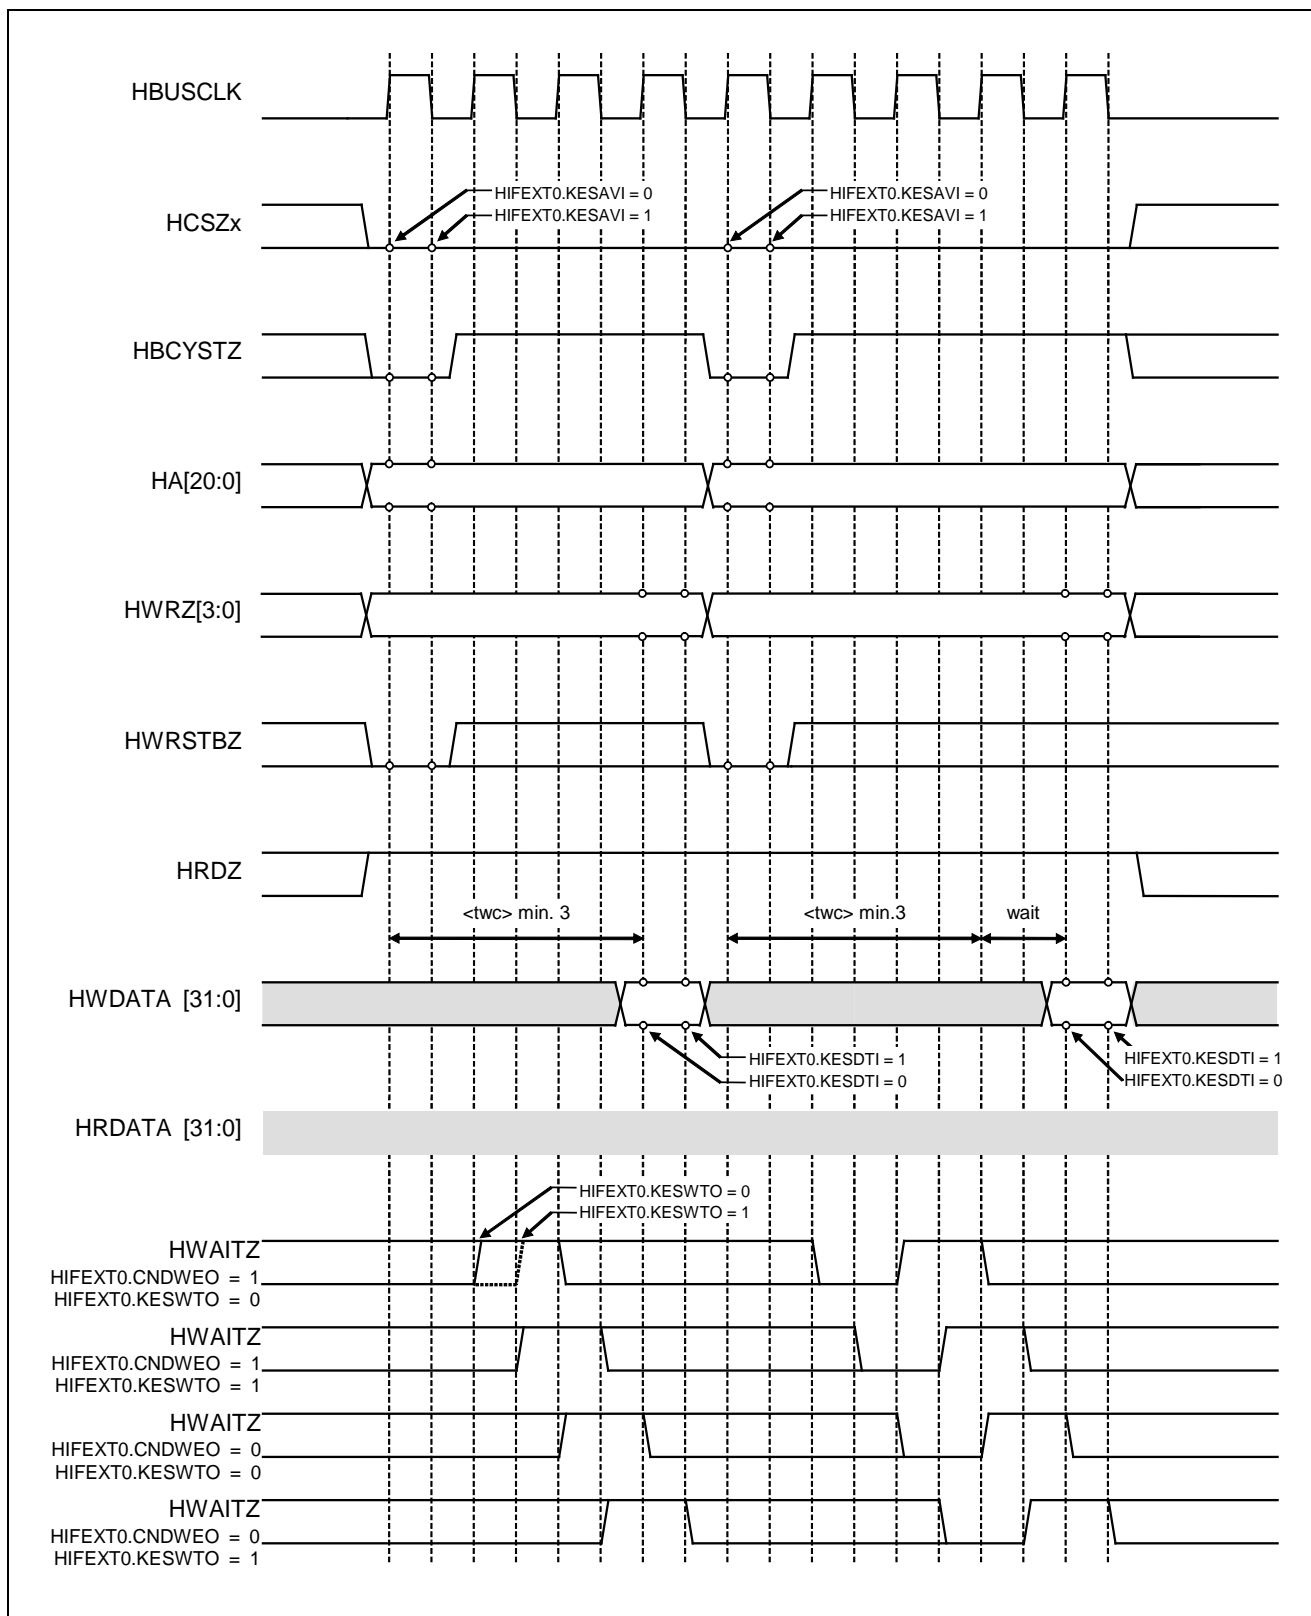 HBUSCLK
HIFEXT0.KESAVI = 0
HIFEXT0.KESAVI = 0
HIFEXT0.KESAVI = 1
HIFEXT0.KESAVI = 1
HCSZx
HBCYSTZ
HA[20:0]
HWRZ[3:0]
HWRSTBZ
HRDZ
<twc> min. 3
<twc> min.3
wait
HWDATA [31:0]
HIFEXT0.KESDTI = 1
HIFEXT0.KESDTI = 1
HIFEXT0.KESDTI = 0
HIFEXT0.KESDTI = 0
HRDATA [31:0]
HIFEXT0.KESWTO = 0
HIFEXT0.KESWTO = 1
HWAITZ
HIFEXT0.CNDWEO = 1
HIFEXT0.KESWTO = 0
HWAITZ
HIFEXT0.CNDWEO = 1
HIFEXT0.KESWTO = 1
HWAITZ
HIFEXT0.CNDWEO = 0
HIFEXT0.KESWTO = 0
HWAITZ
HIFEXT0.CNDWEO = 0
HIFEXT0.KESWTO = 1